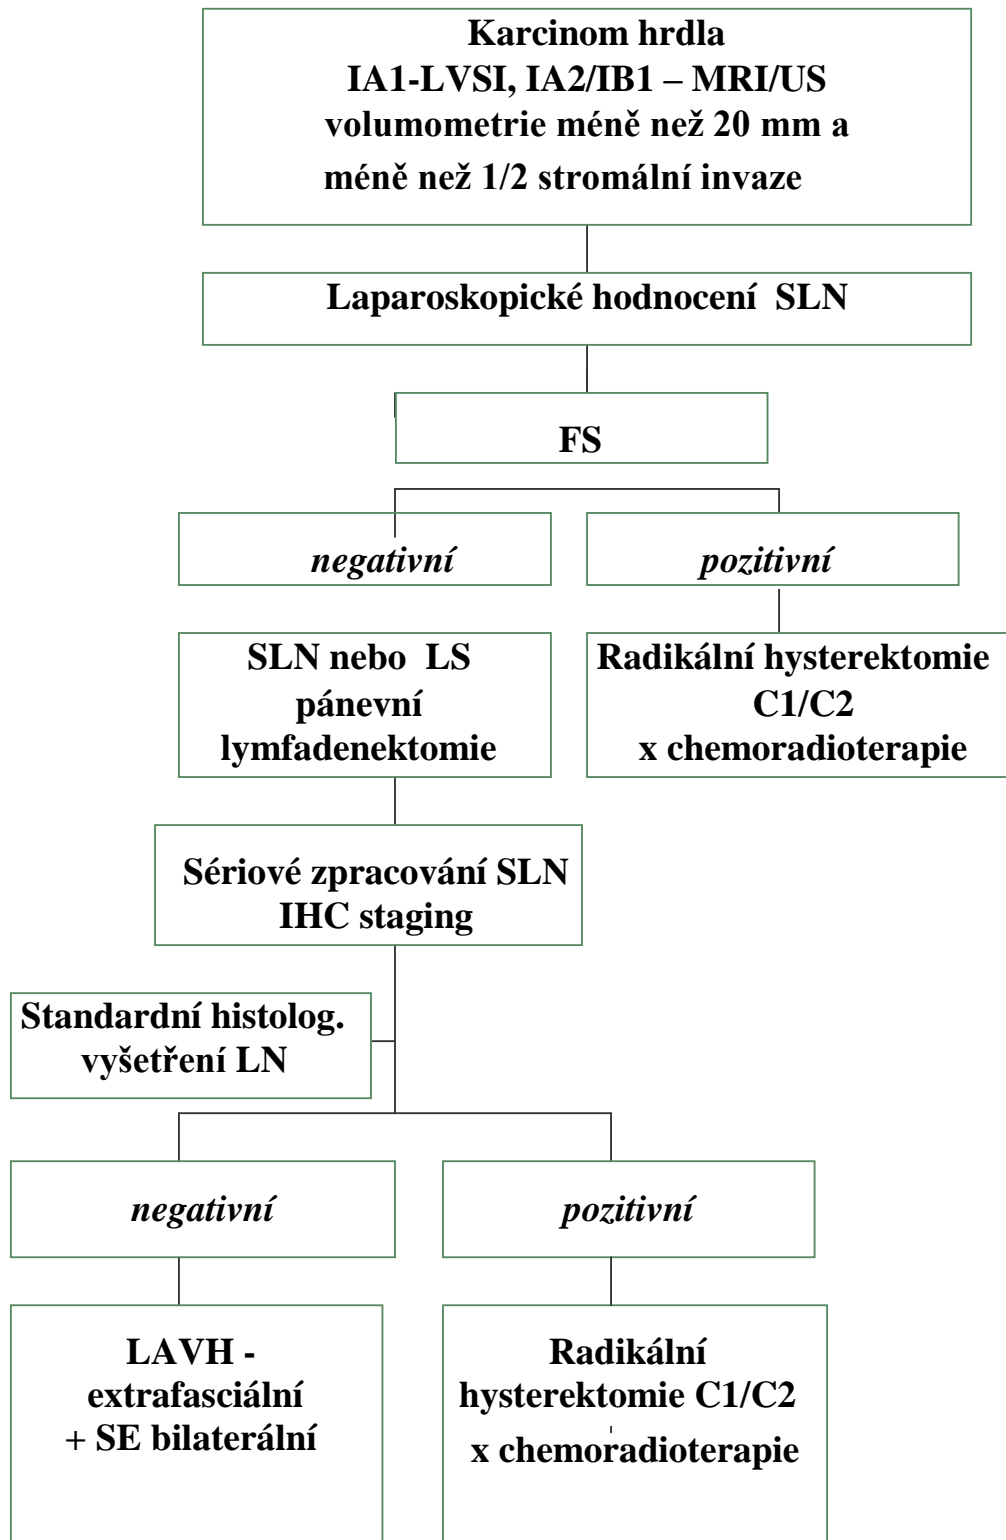 Karcinom hrdla
IA1-LVSI, IA2/IB1 – MRI/US
volumometrie méně než 20 mm a
méně než 1/2 stromální invaze
Laparoskopické hodnocení SLN
FS
negativní
pozitivní
SLN nebo LS
pánevní
lymfadenektomie
Radikální hysterektomie
C1/C2
x chemoradioterapie
Sériové zpracování SLN
IHC staging
Standardní histolog.
vyšetření LN
negativní
pozitivní
LAVH -
extrafasciální
+ SE bilaterální
Radikální
hysterektomie C1/C2
x chemoradioterapie